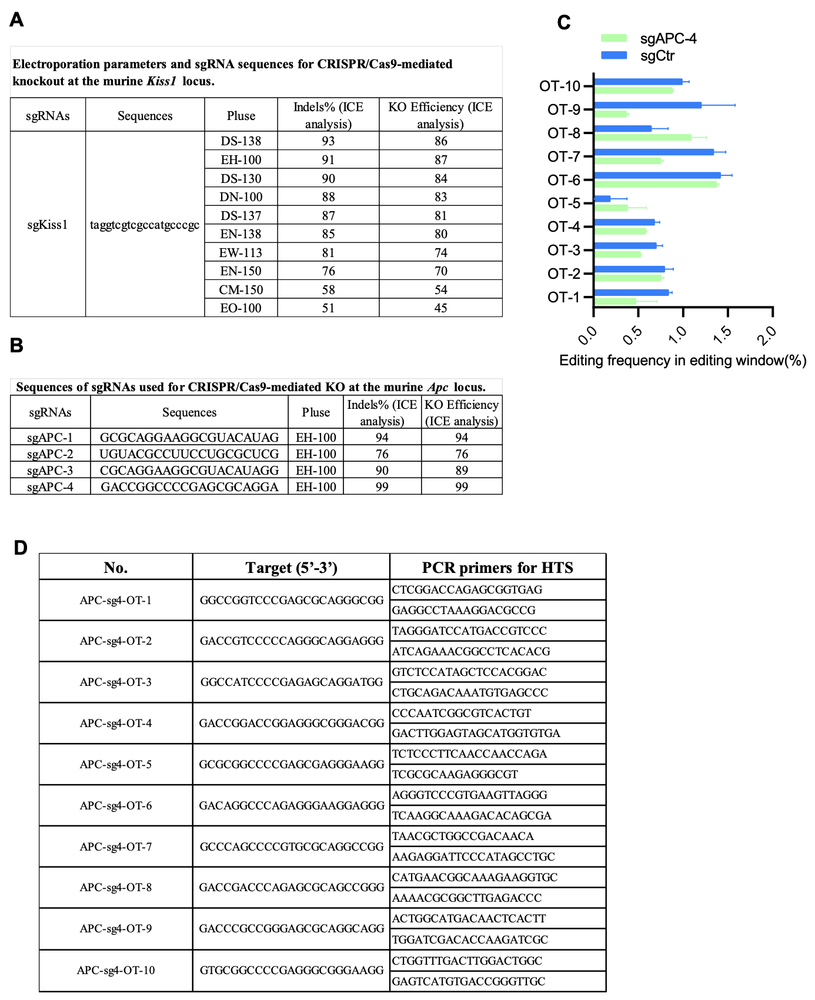 A
Electroporation parameters and sgRNA sequences for CRISPR/Cas9-mediated
knockout at the murine Kiss1 locus.
sgRNAs Sequences Pluse Indels% (ICE analysis) KO Efficiency (ICE analysis)
sgKiss1 taggtcgtcgccatgcccgc
DS-138 93 86
EH-100 91 87
DS-130 90 84
DN-100 88 83
DS-137 87 81
EN-138 85 80
EW-113 81 74
EN-150 76 70
CM-150 58 54
EO-100 51 45
B
Sequences of sgRNAs used for CRISPR/Cas9-mediated KO at the murine Apc locus.
sgRNAs Sequences Pluse Indels% (ICE analysis) KO Efficiency (ICE analysis)
sgAPC-1 GCGCAGGAAGGCGUACAUAG EH-100 94 94
sgAPC-2 UGUACGCCUUCCUGCGCUCG EH-100 76 76
sgAPC-3 CGCAGGAAGGCGUACAUAGG EH-100 90 89
sgAPC-4 GACCGGCCCCGAGCGCAGGA EH-100 99 99
C
sgAPC-4
sgCtr
OT-10
OT-9
OT-8
OT-7
OT-6
OT-5
OT-4
OT-3
OT-2
OT-1
0.0 0.5 1.0 1.5 2.0
Editing frequency in editing window(%)
D
No. Target (5’-3’) PCR primers for HTS
APC-sg4-OT-1 GGCCGGTCCCGAGCGCAGGGCGG CTCGGACCAGAGCGGTGAG
GAGGCCTAAAGGACGCCG
APC-sg4-OT-2 GACCGTCCCCCAGGGCAGGAGGG TAGGGATCCATGACCGTCCC
ATCAGAAACGGCCTCACACG
APC-sg4-OT-3 GGCCATCCCCGAGAGCAGGATGG GTCTCCATAGCTCCACGGAC
CTGCAGACAAATGTGAGCCC
APC-sg4-OT-4 GACCGGACCGGAGGGCGGGACGG CCCAATCGGCGTCACTGT
GACTTGGAGTAGCATGGTGTGA
APC-sg4-OT-5 GCGCGGCCCCGAGCGAGGGAAGG TCTCCCTTCAACCAACCAGA
TCGCGCAAGAGGGCGT
APC-sg4-OT-6 GACAGGCCCAGAGGGAAGGAGGG AGGGTCCCGTGAAGTTAGGG
TCAAGGCAAAGACACAGCGA
APC-sg4-OT-7 GCCCAGCCCCGTGCGCAGGCCGG TAACGCTGGCCGACAACA
AAGAGGATTCCCATAGCCTGC
APC-sg4-OT-8 GACCGACCCAGAGCGCAGCCGGG CATGAACGGCAAAGAAGGTGC
AAAACGCGGCTTGAGACCC
APC-sg4-OT-9 GACCCGCCGGGAGCGCAGGCAGG ACTGGCATGACAACTCACTT
TGGATCGACACCAAGATCGC
APC-sg4-OT-10 GTGCGGCCCCGAGGGCGGGAAGG CTGGTTTGACTTGGACTGGC
GAGTCATGTGACCGGGTTGC